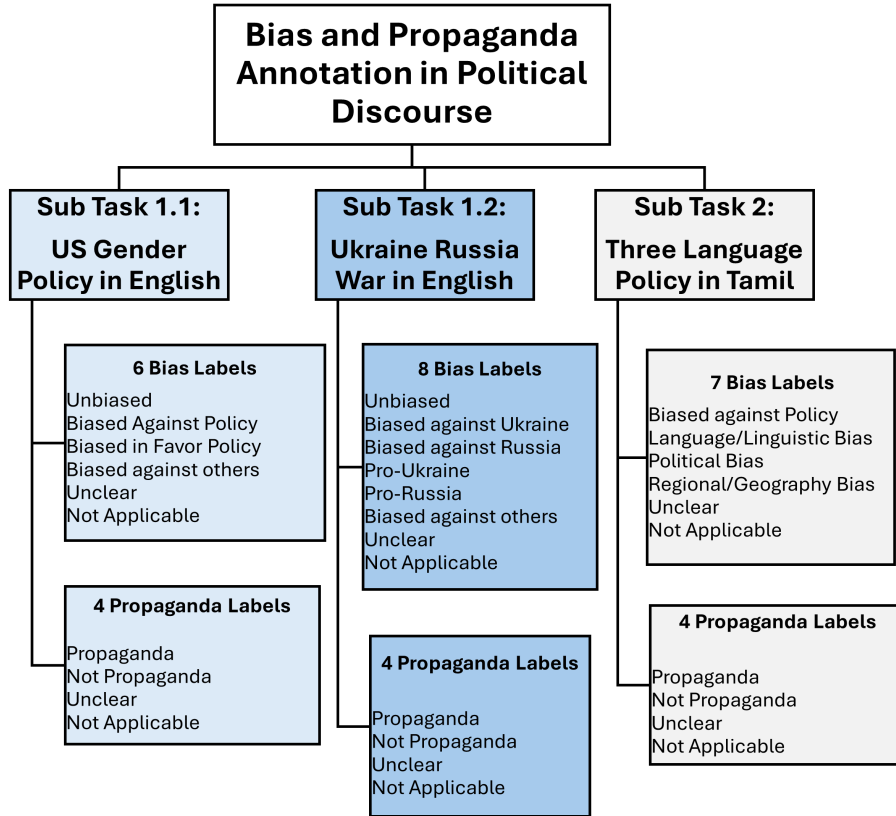 Bias and Propaganda
Annotation in Political
Discourse
Sub Task 1.1:
US Gender
Policy in English
Sub Task 1.2:
Ukraine Russia
War in English
Sub Task 2:
Three Language
Policy in Tamil
6 Bias Labels
Unbiased
Biased Against Policy
Biased in Favor Policy
Biased against others
Unclear
Not Applicable
8 Bias Labels
Unbiased
Biased against Ukraine
Biased against Russia
Pro-Ukraine
Pro-Russia
Biased against others
Unclear
Not Applicable
7 Bias Labels
Biased against Policy
Language/Linguistic Bias
Political Bias
Regional/Geography Bias
Unclear
Not Applicable
4 Propaganda Labels
Propaganda
Not Propaganda
Unclear
Not Applicable
4 Propaganda Labels
Propaganda
Not Propaganda
Unclear
Not Applicable
4 Propaganda Labels
Propaganda
Not Propaganda
Unclear
Not Applicable